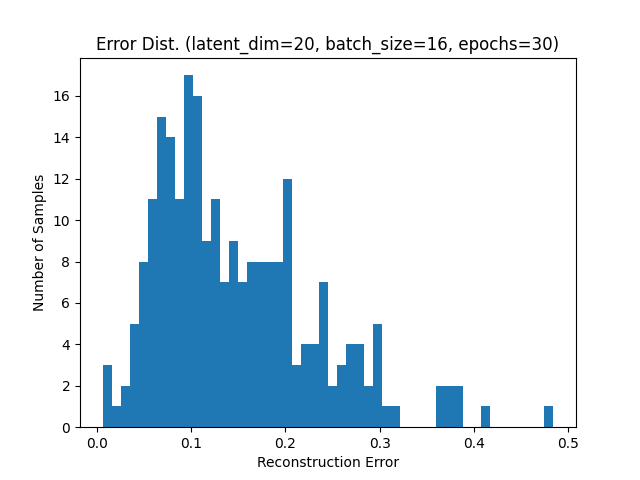 Error Dist. (latent_dim=20, batch_size=16, epochs=30)
16
14
12
10
8
6
4
2
0
Number of Samples
0.0 0.1 0.2 0.3 0.4 0.5
Reconstruction Error